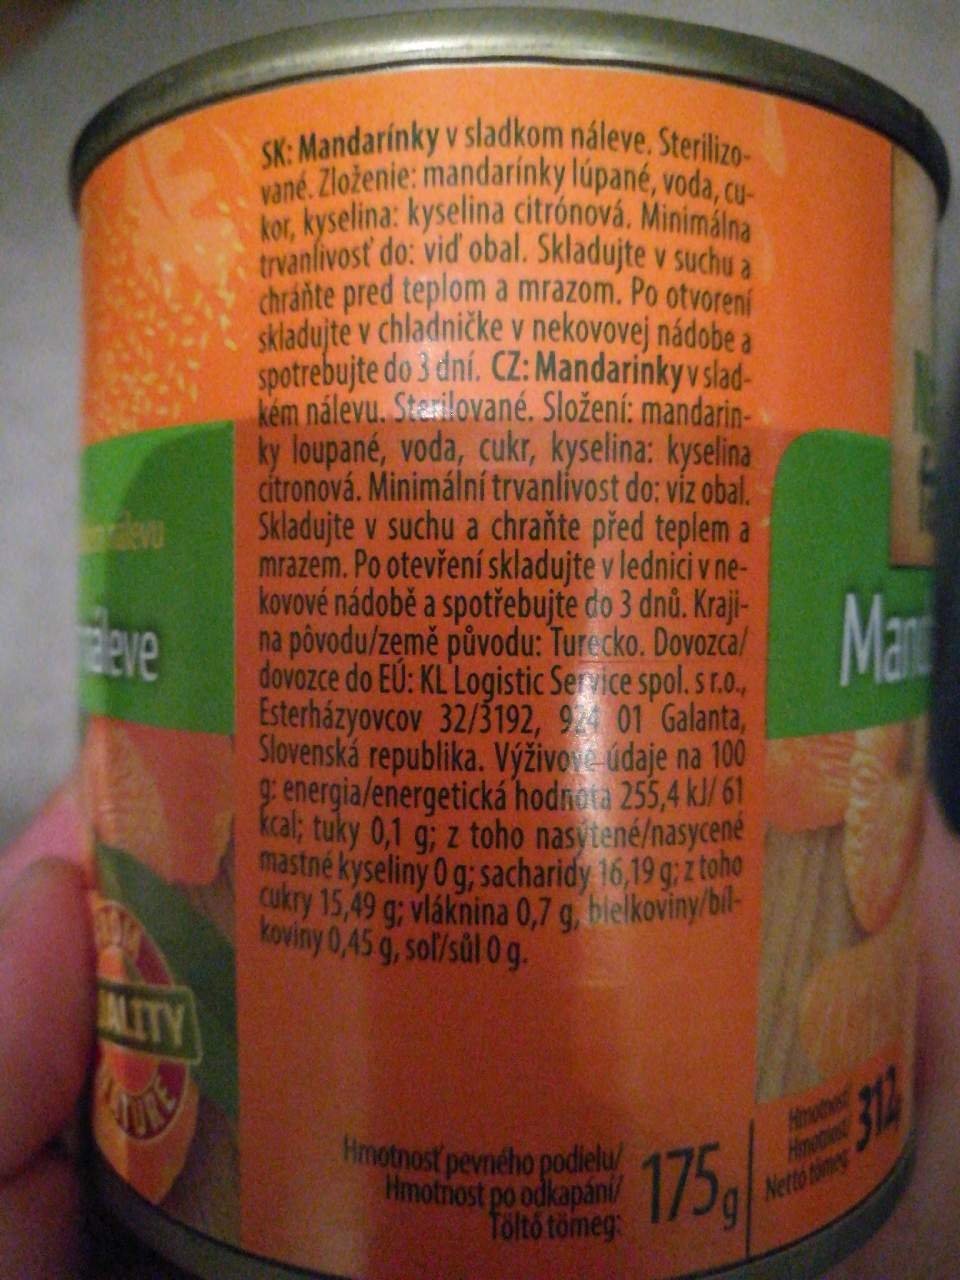 SK: Mandarínky v sladkom náleve. Sterilizo-
vané. Zloženie: mandarínky lúpané, voda, cu-
kor, kyselina: kyselina citrónová. Minimálna
trvanlivosť do: viď obal. Skladujte v suchu a
chráňte pred teplom a mrazom. Po otvorení
skladujte v chladničke v nekovovej nádobe a
spotrebujte do 3 dní. CZ: Mandarinky v slad-
kém nálevu. Sterilované. Složení: mandarin-
ky loupané, voda, cukr, kyselina: kyselina
citronová. Minimální trvanlivost do: viz obal.
Skladujte v suchu a chraňte před teplem a
mrazem. Po otevření skladujte v lednici v ne-
kovové nádobě a spotřebujte do 3 dnů. Kraji-
na pôvodu/země původu: Turecko. Dovozca/
dovozce do EÚ: KL Logistic Service spol. s r.o.,
Esterházyovcov 32/3192, 924 01 Galanta,
Slovenská republika. Výživové údaje na 100
g: energia/energetická hodnota 255,4 kJ/ 61
kcal; tuky 0,1 g; z toho nasýtené/nasycené
mastné kyseliny 0 g; sacharidy 16,19 g; z toho
cukry 15,49 g; vláknina 0,7 g, bielkoviny/bíl-
koviny 0,45 g, soľ/sůl 0 g.
nálevu
náleve
Man
ALITY
Hmotnosť pevného podielu/
Hmotnost po odkapání/
Töltő tömeg:
175g
Hmotnosť/
Hmotnost/
Nettó tömeg:
312